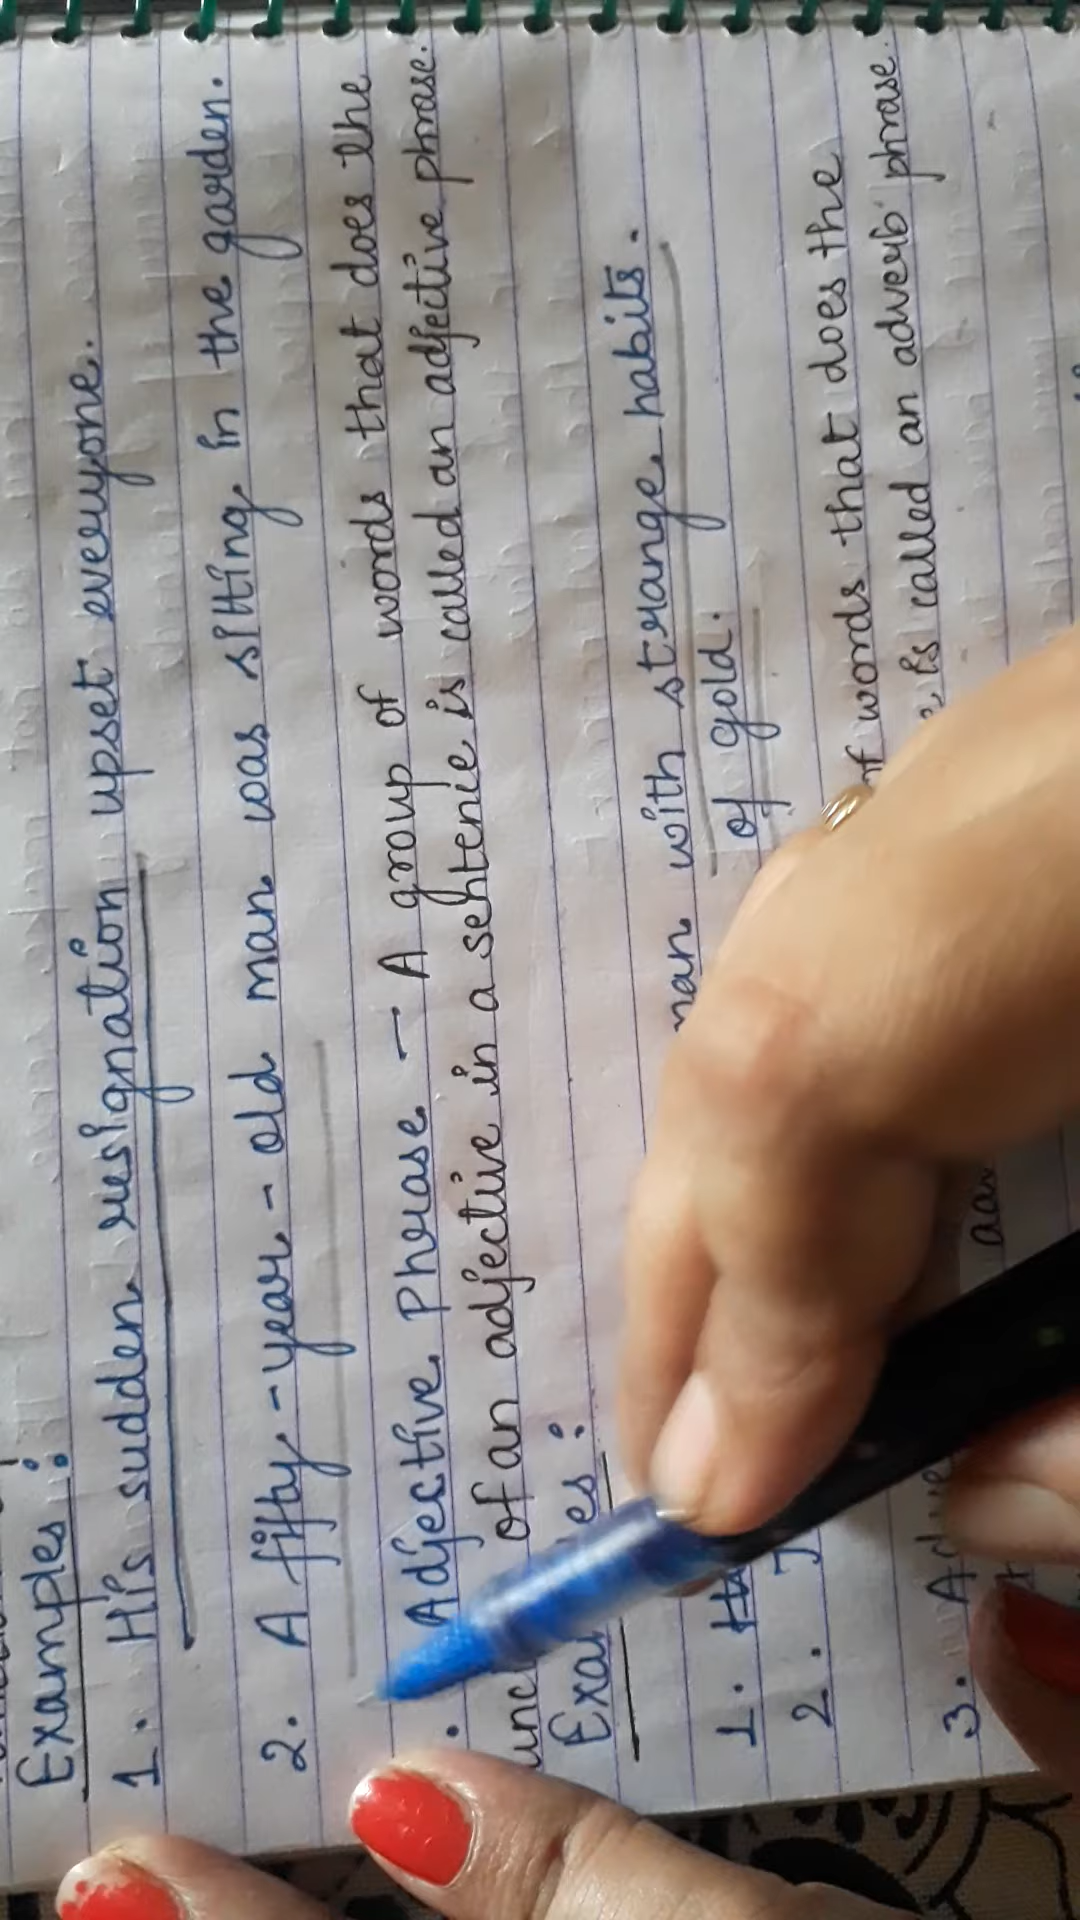 Examples :
1. His sudden resignation upset everyone.
2. A fifty-year-old man was sitting in the garden.
. Adjective Phrase - A group of words that does the
of an adjective in a sentence is called an adjective phrase.
1. man with strange habits.
2. of gold.
3. of words that does the
is called an adverb phrase.